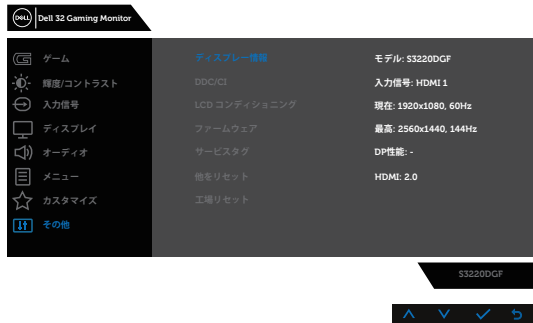 DELL Dell 32 Gaming Monitor
ゲーム
輝度/コントラスト
入力信号
ディスプレイ
オーディオ
メニュー
カスタマイズ
その他
ディスプレー情報
DDC/CI
LCD コンディショニング
ファームウェア
サービスタグ
他をリセット
工場リセット
モデル: S3220DGF
入力信号: HDMI 1
現在: 1920x1080, 60Hz
最高: 2560x1440, 144Hz
DP性能: -
HDMI: 2.0
S3220DGF